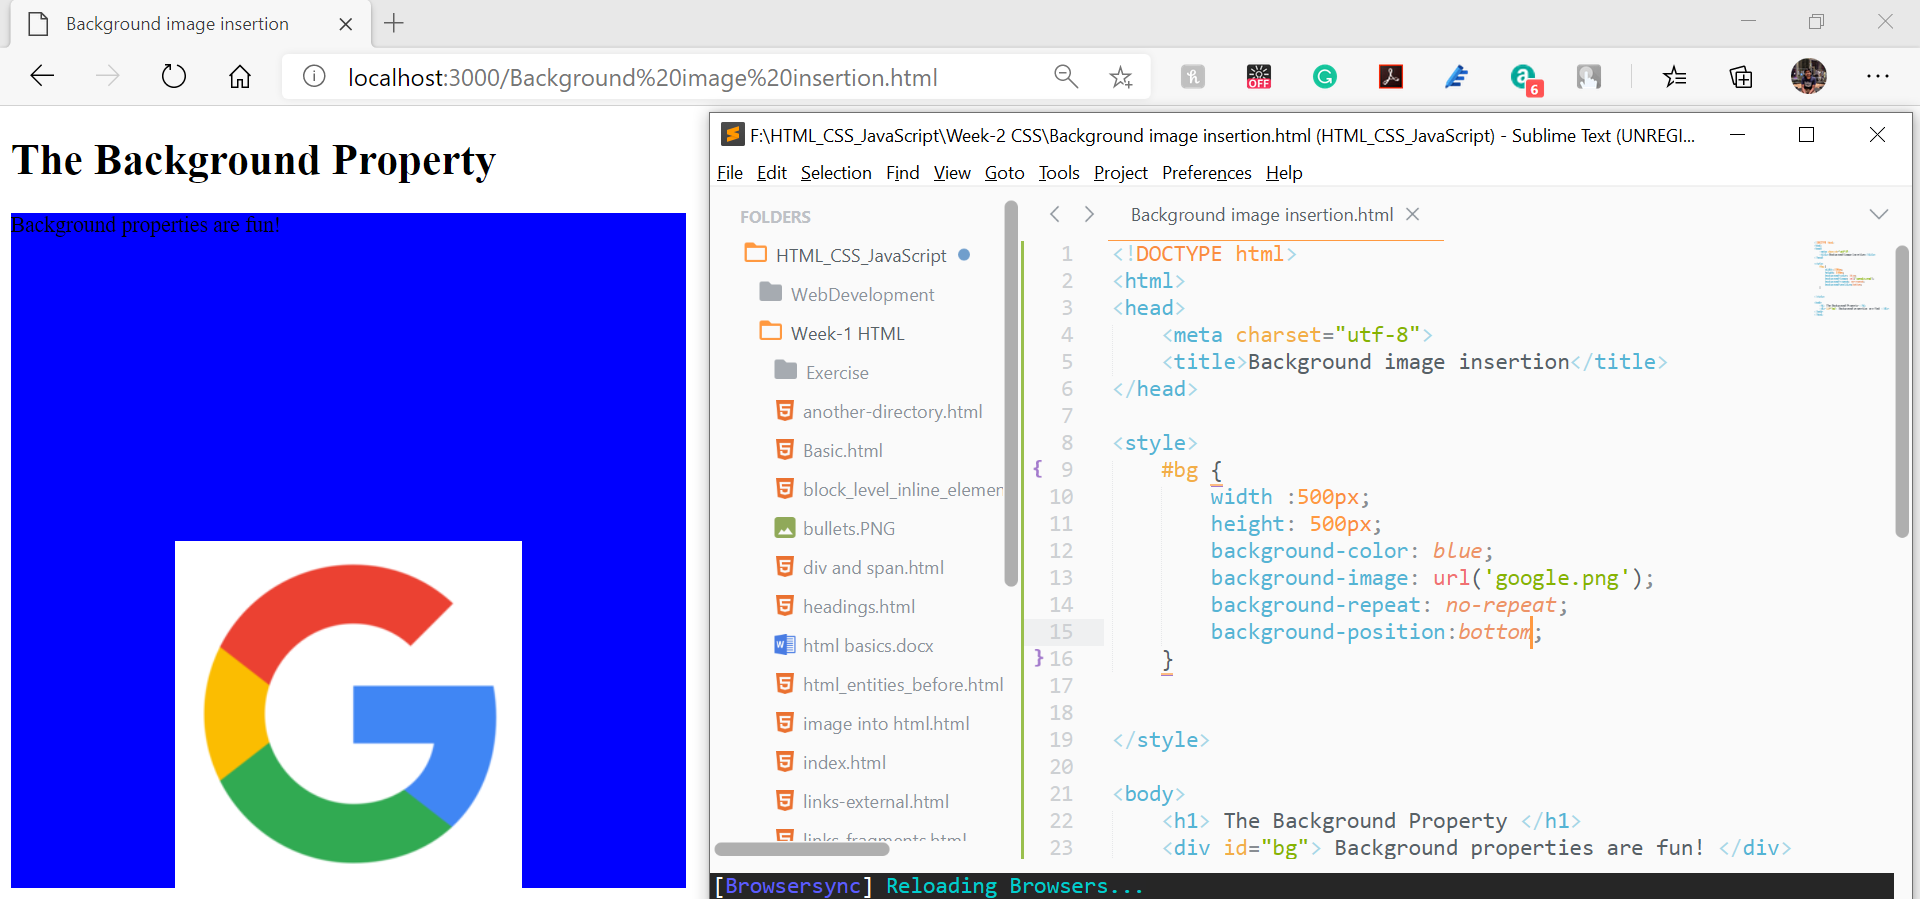 Background image insertion
localhost:3000/Background%20image%20insertion.html
OFF
6
The Background Property
Background properties are fun!
F:\HTML_CSS_JavaScript\Week-2 CSS\Background image insertion.html (HTML_CSS_JavaScript) - Sublime Text (UNREGI...
File Edit Selection Find View Goto Tools Project Preferences Help
FOLDERS
HTML_CSS_JavaScript
WebDevelopment
Week-1 HTML
Exercise
another-directory.html
Basic.html
block_level_inline_elemen
bullets.PNG
div and span.html
headings.html
html basics.docx
html_entities_before.html
image into html.html
index.html
links-external.html
links-fragments.html
Background image insertion.html
1 <!DOCTYPE html>
2 <html>
3 <head>
4 <meta charset="utf-8">
5 <title>Background image insertion</title>
6 </head>
7
8 <style>
{ 9 #bg {
10 width :500px;
11 height: 500px;
12 background-color: blue;
13 background-image: url('google.png');
14 background-repeat: no-repeat;
15 background-position:bottom;
} 16 }
17
18
19 </style>
20
21 <body>
22 <h1> The Background Property </h1>
23 <div id="bg"> Background properties are fun! </div>
[Browsersync] Reloading Browsers...